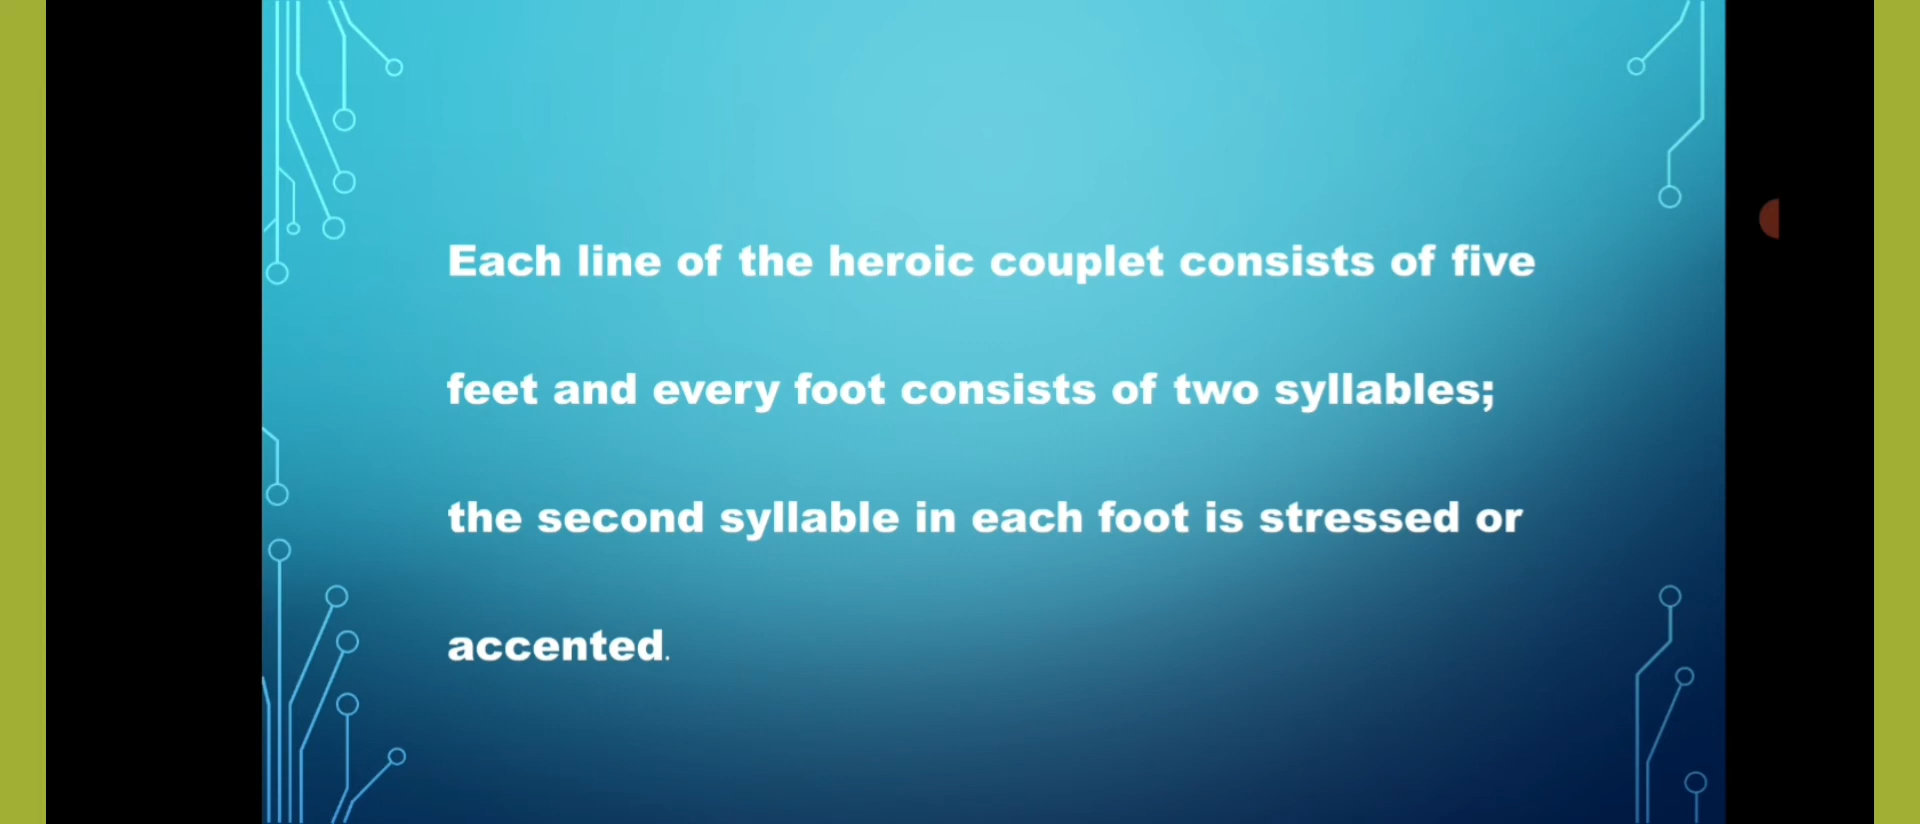 Each line of the heroic couplet consists of five
feet and every foot consists of two syllables;
the second syllable in each foot is stressed or
accented.